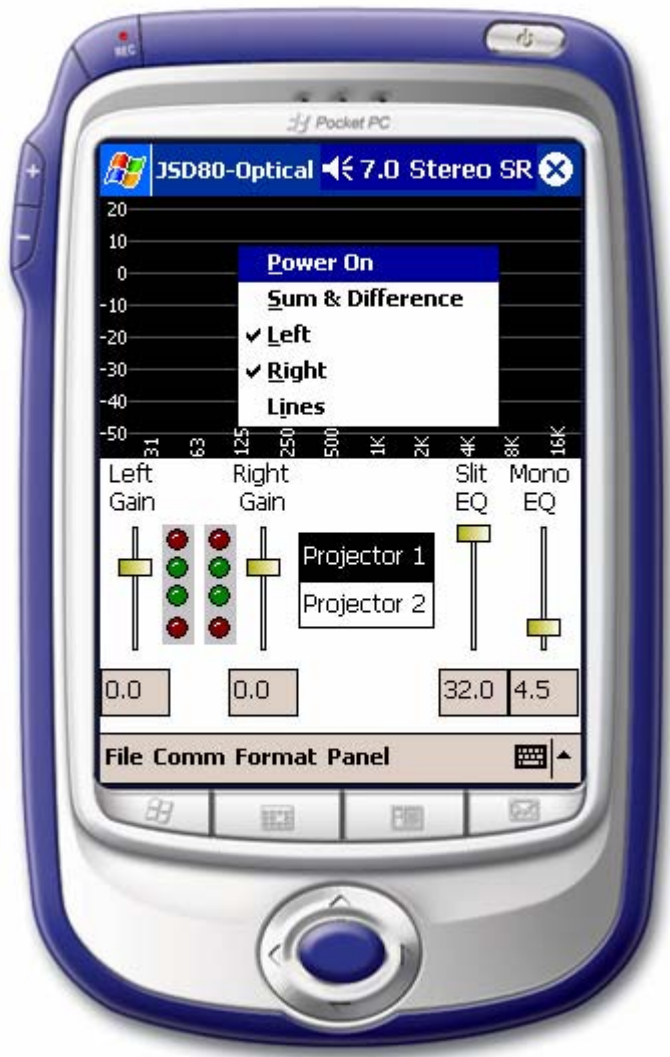 REC
Pocket PC
JSD80-Optical 7.0 Stereo SR
20
10
0
-10
-20
-30
-40
-50
Power On
Sum & Difference
Left
Right
Lines
31 63 125 250 500 1K 2K 4K 8K 16K
Left Gain
Right Gain
Slit EQ
Mono EQ
Projector 1
Projector 2
0.0 0.0 32.0 4.5
File Comm Format Panel